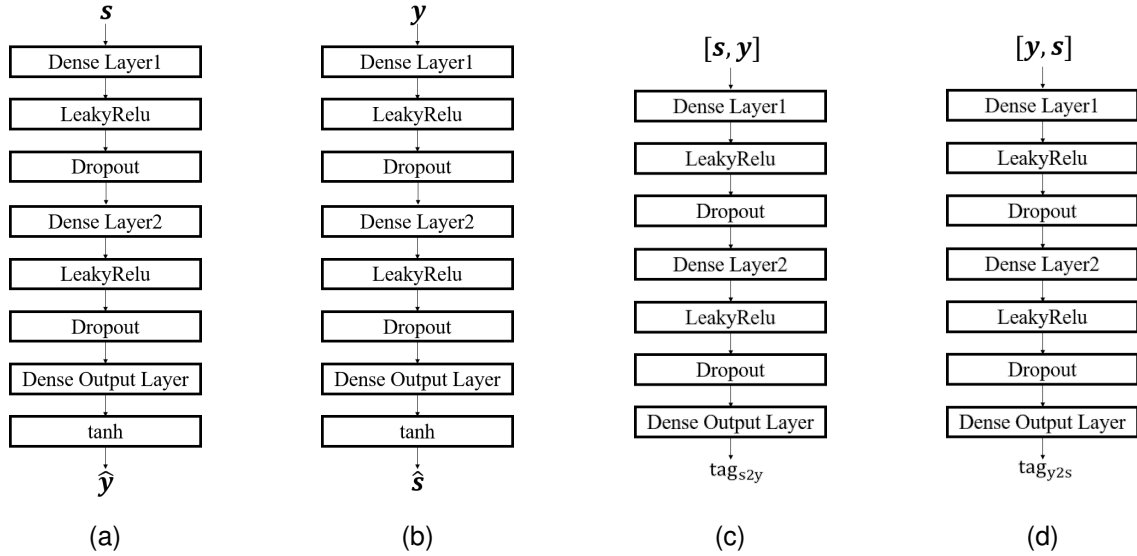 s
Dense Layer1
LeakyRelu
Dropout
Dense Layer2
LeakyRelu
Dropout
Dense Output Layer
tanh
ŷ
(a)
y
Dense Layer1
LeakyRelu
Dropout
Dense Layer2
LeakyRelu
Dropout
Dense Output Layer
tanh
ŝ
(b)
[s, y]
Dense Layer1
LeakyRelu
Dropout
Dense Layer2
LeakyRelu
Dropout
Dense Output Layer
tag_s2y
(c)
[y, s]
Dense Layer1
LeakyRelu
Dropout
Dense Layer2
LeakyRelu
Dropout
Dense Output Layer
tag_y2s
(d)